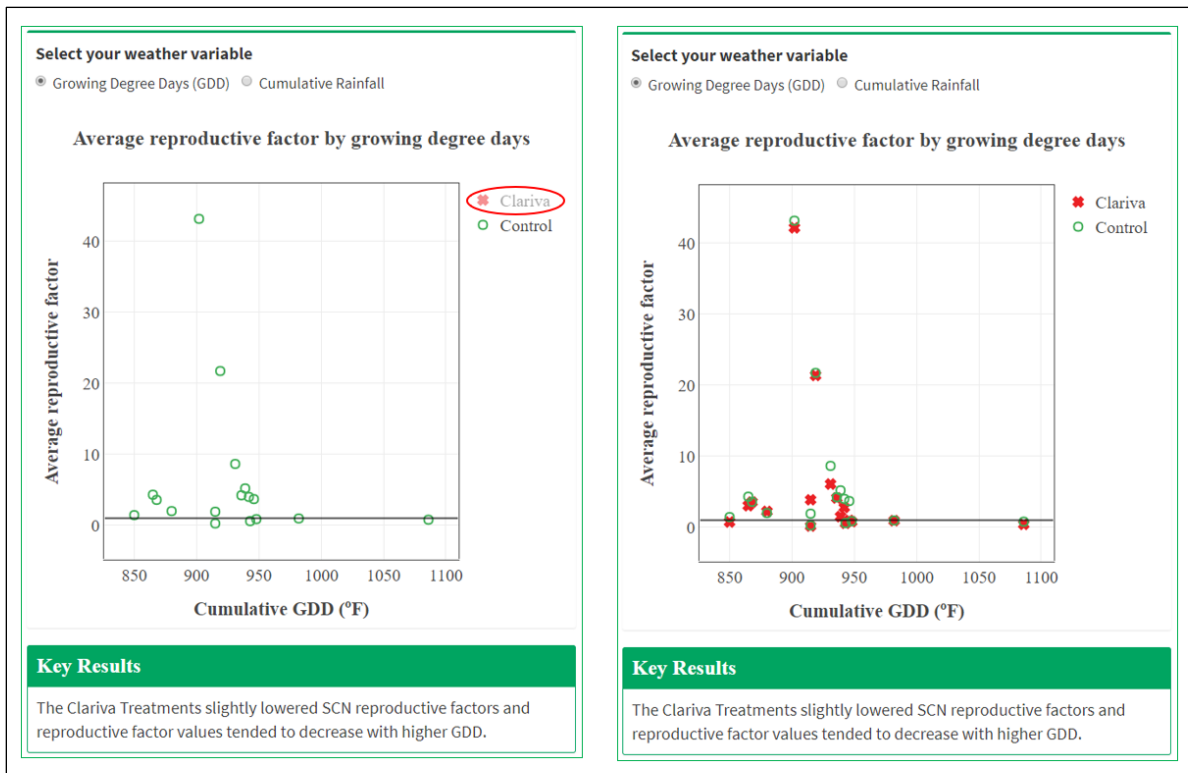 Select your weather variable
Growing Degree Days (GDD) Cumulative Rainfall
Average reproductive factor by growing degree days
Clariva
Control
Average reproductive factor
40
30
20
10
0
850 900 950 1000 1050 1100
Cumulative GDD (°F)
Key Results
The Clariva Treatments slightly lowered SCN reproductive factors and
reproductive factor values tended to decrease with higher GDD.
Select your weather variable
Growing Degree Days (GDD) Cumulative Rainfall
Average reproductive factor by growing degree days
Clariva
Control
Average reproductive factor
40
30
20
10
0
850 900 950 1000 1050 1100
Cumulative GDD (°F)
Key Results
The Clariva Treatments slightly lowered SCN reproductive factors and
reproductive factor values tended to decrease with higher GDD.